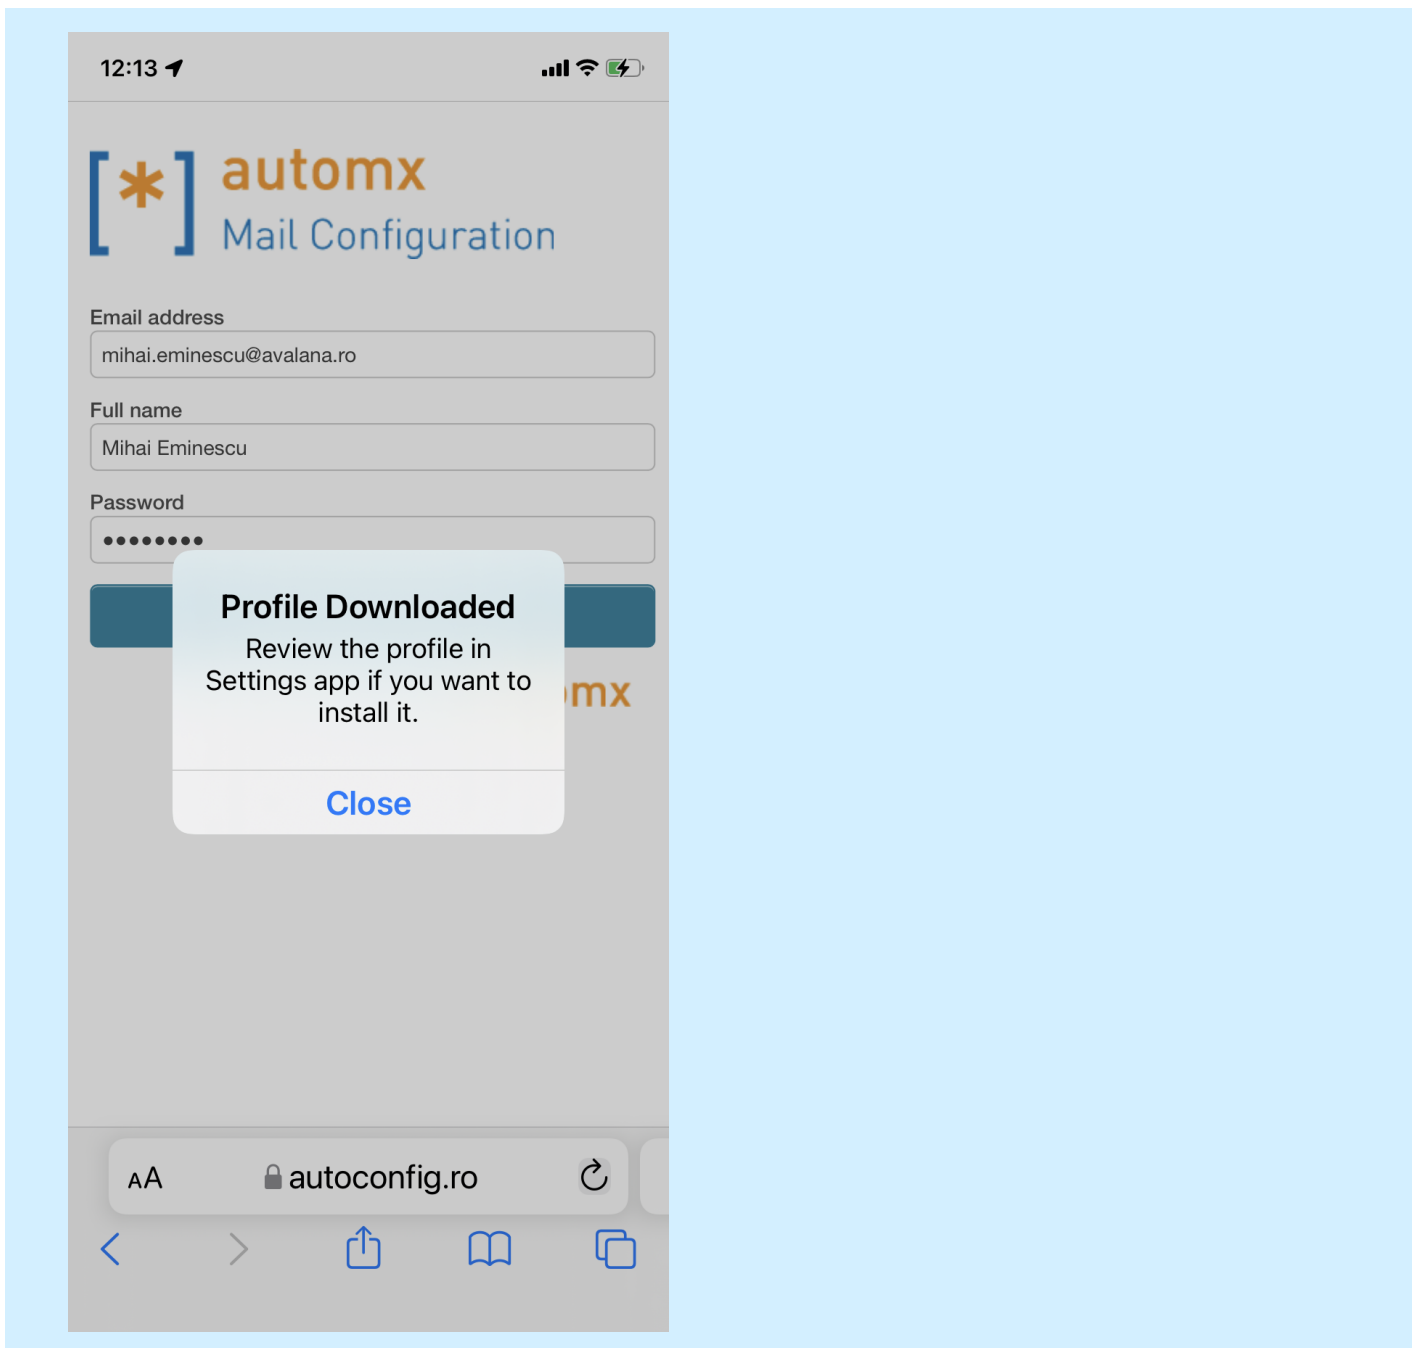 12:13
[*] automx
Mail Configuration
Email address
mihai.eminescu@avalana.ro
Full name
Mihai Eminescu
Password
••••••••
Profile Downloaded
Review the profile in
Settings app if you want to
install it.
mx
Close
AA autoconfig.ro